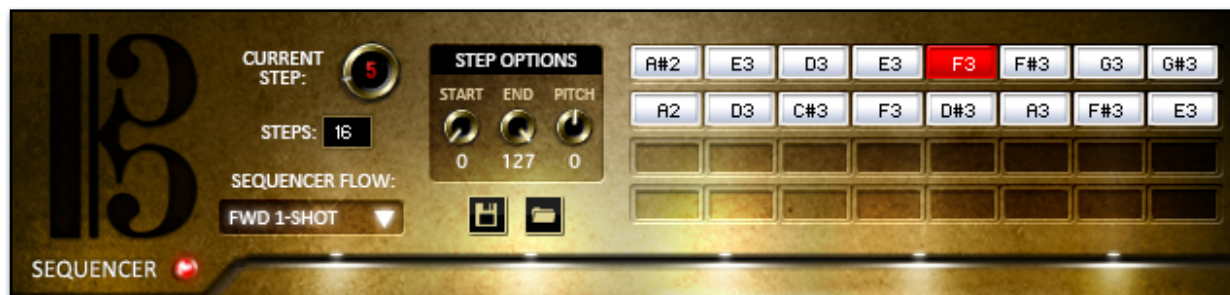 CURRENT
STEP:
5
STEPS: 16
SEQUENCER FLOW:
FWD 1-SHOT
SEQUENCER
STEP OPTIONS
START END PITCH
0 127 0
A#2 E3 D3 E3 F3 F#3 G3 G#3
A2 D3 C#3 F3 D#3 A3 F#3 E3